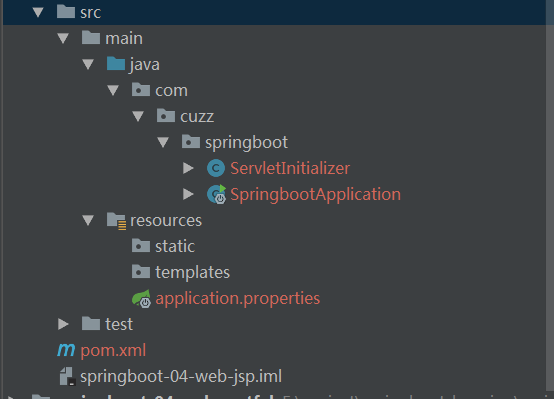 src
main
java
com
cuzz
springboot
ServletInitializer
SpringbootApplication
resources
static
templates
application.properties
test
pom.xml
springboot-04-web-jsp.iml